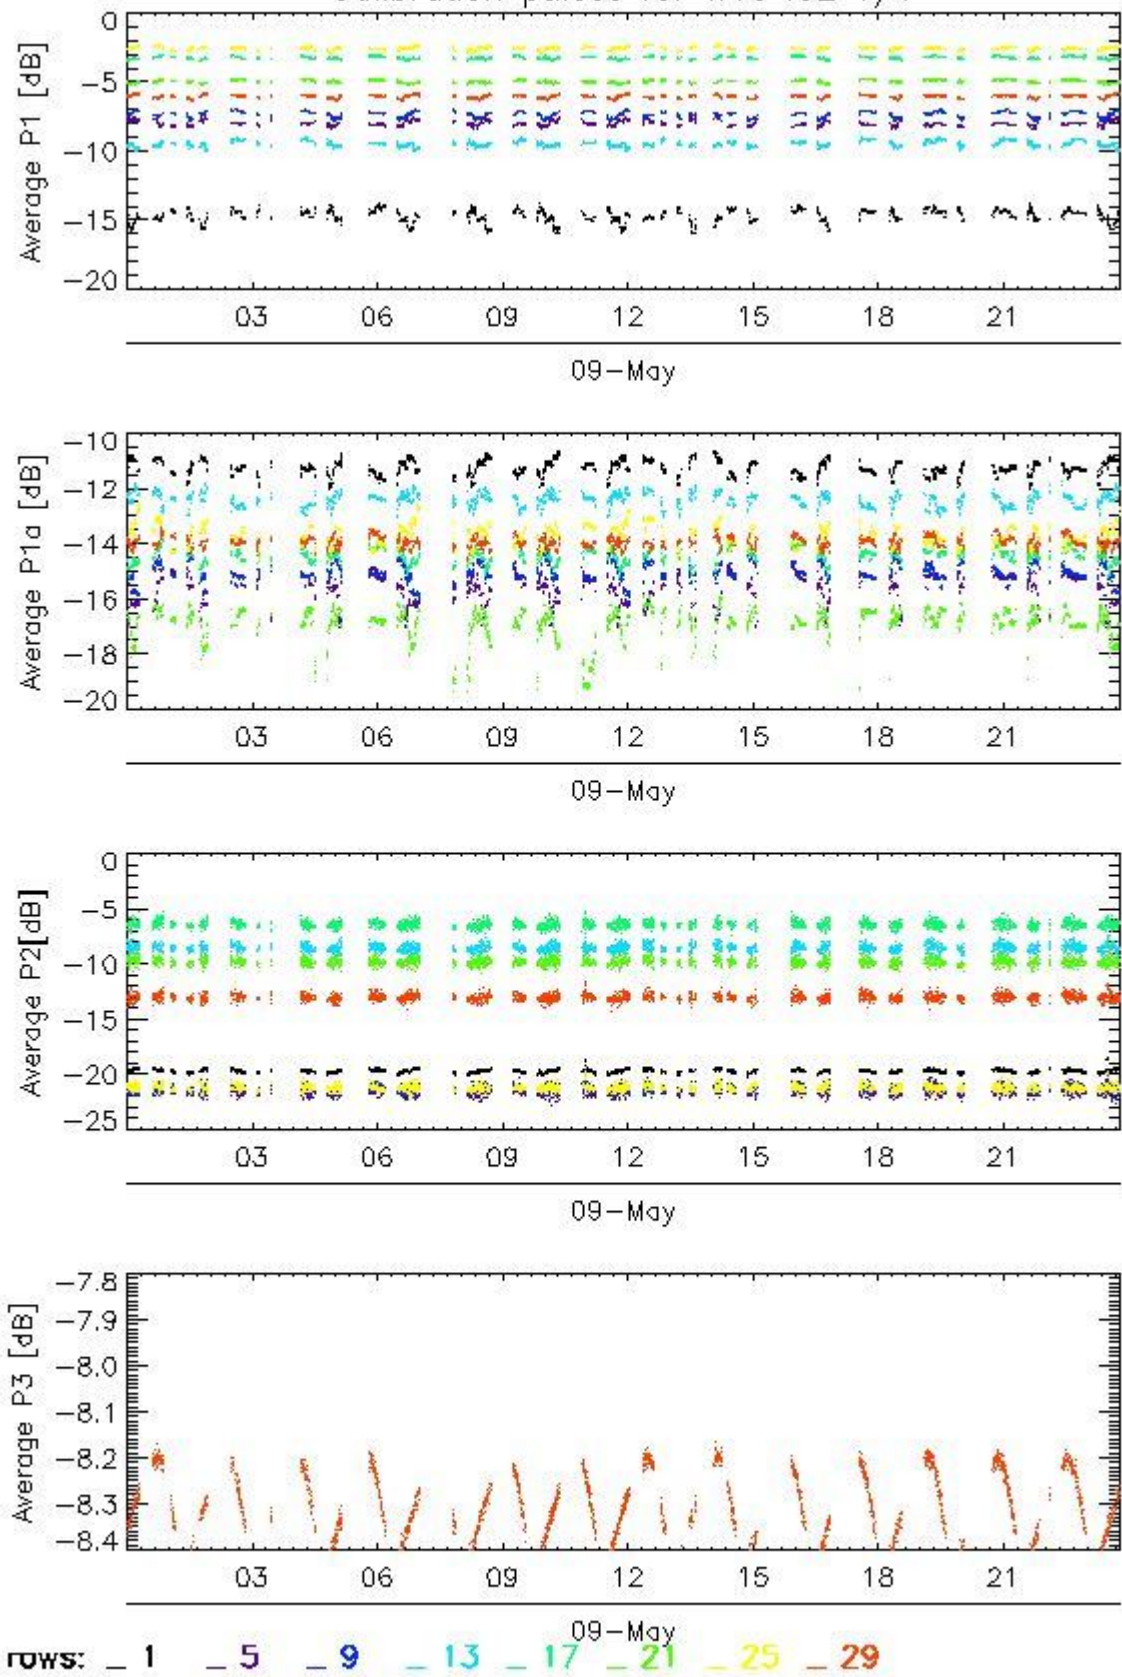 0
−5
−10
−15
−20
Average P1 [dB]
03 06 09 12 15 18 21
09−May
−10
−12
−14
−16
−18
−20
Average P1a [dB]
03 06 09 12 15 18 21
09−May
0
−5
−10
−15
−20
−25
Average P2[dB]
03 06 09 12 15 18 21
09−May
−7.8
−7.9
−8.0
−8.1
−8.2
−8.3
−8.4
Average P3 [dB]
03 06 09 12 15 18 21
09−May
rows: _ 1 _ 5 _ 9 _ 13 _ 17 _ 21 _ 25 _ 29